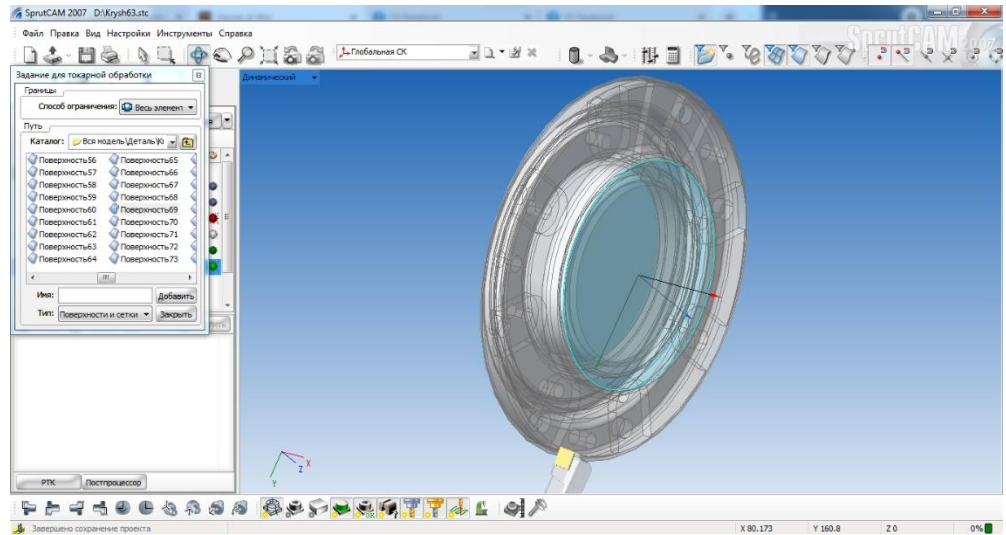 SprutCAM 2007 D:\Krysh63.stc
Файл Правка Вид Настройки Инструменты Справка
Глобальная СК
Задание для токарной обработки
Динамический
Границы
Способ ограничения: Весь элемент
Путь
Каталог: Вся модель\Деталь\К
Поверхность56 Поверхность65
Поверхность57 Поверхность66
Поверхность58 Поверхность67
Поверхность59 Поверхность68
Поверхность60 Поверхность69
Поверхность61 Поверхность70
Поверхность62 Поверхность71
Поверхность63 Поверхность72
Поверхность64 Поверхность73
Имя: Добавить
Тип: Поверхности и сетки Закрыть
X
Z
Y
РТК Постпроцессор
Завершено сохранение проекта X 80.173 Y 160.8 Z 0 0%